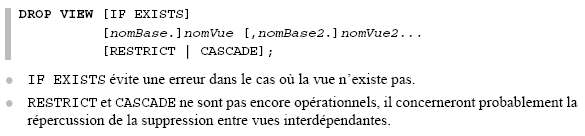 DROP VIEW [IF EXISTS]
[nomBase.]nomVue [,nomBase2.]nomVue2...
[RESTRICT | CASCADE];
● IF EXISTS évite une erreur dans le cas où la vue n'existe pas.
● RESTRICT et CASCADE ne sont pas encore opérationnels, il concerneront probablement la
répercussion de la suppression entre vues interdépendantes.